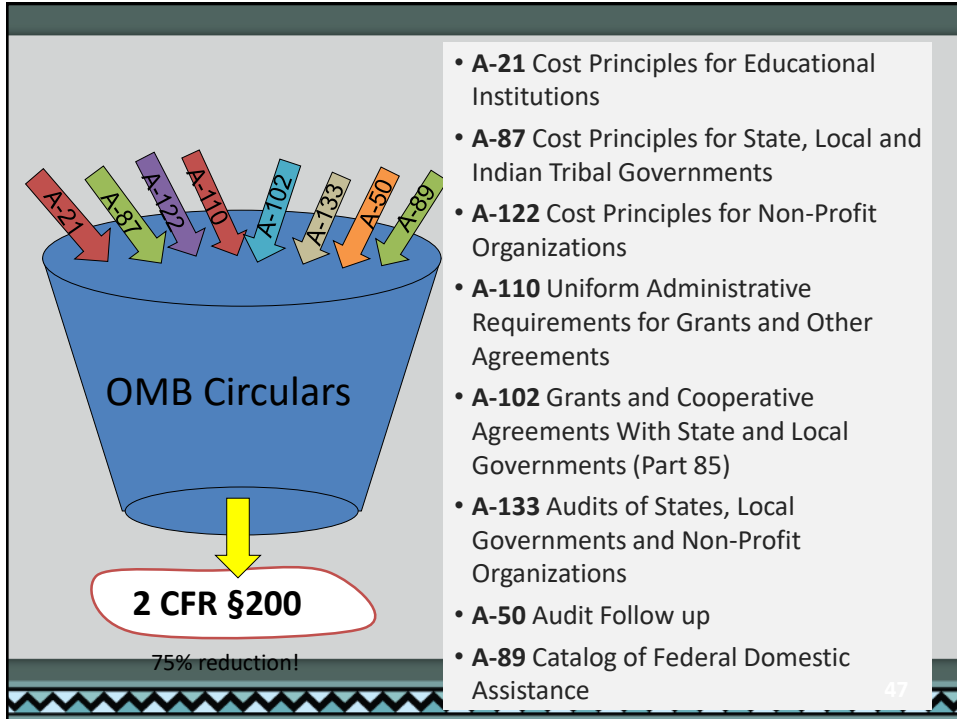 A-21
A-87
A-122
A-110
A-102
A-133
A-50
A-89
OMB Circulars
2 CFR §200
75% reduction!
• A-21 Cost Principles for Educational
Institutions
• A-87 Cost Principles for State, Local and
Indian Tribal Governments
• A-122 Cost Principles for Non-Profit
Organizations
• A-110 Uniform Administrative
Requirements for Grants and Other
Agreements
• A-102 Grants and Cooperative
Agreements With State and Local
Governments (Part 85)
• A-133 Audits of States, Local
Governments and Non-Profit
Organizations
• A-50 Audit Follow up
• A-89 Catalog of Federal Domestic
Assistance
47